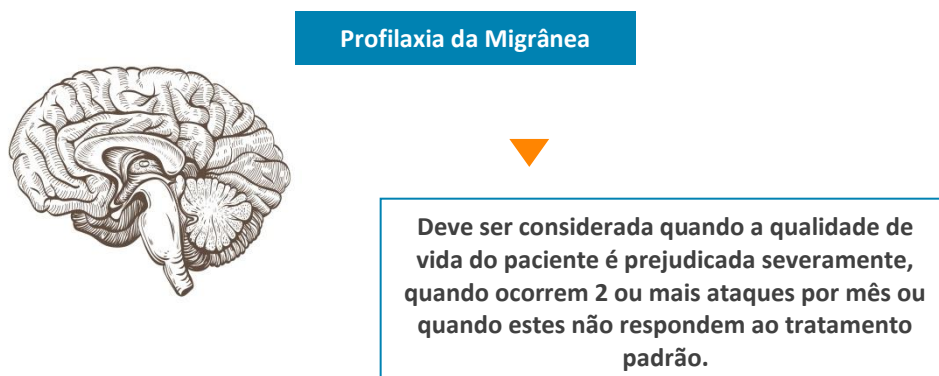 Profilaxia da Migrânea
Deve ser considerada quando a qualidade de
vida do paciente é prejudicada severamente,
quando ocorrem 2 ou mais ataques por mês ou
quando estes não respondem ao tratamento
padrão.